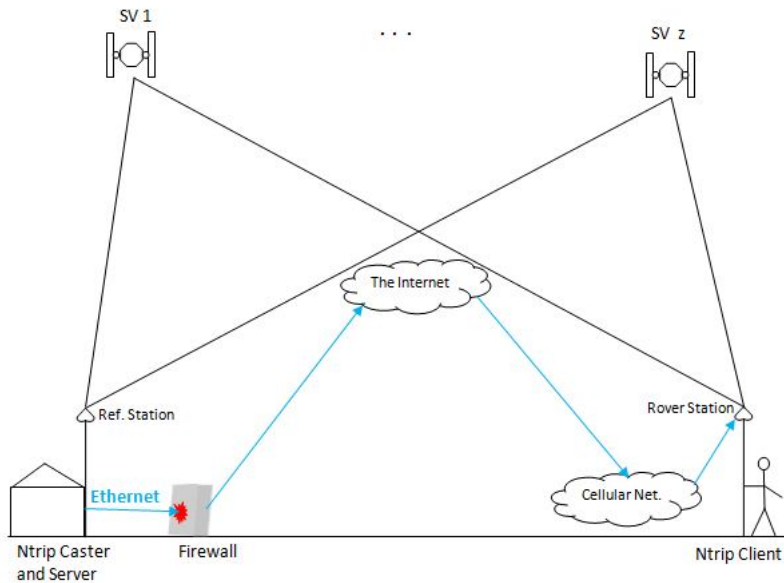 SV 1
. . .
SV z
The Internet
Ref. Station
Rover Station
Ethernet
Cellular Net.
Ntrip Caster
and Server
Firewall
Ntrip Client